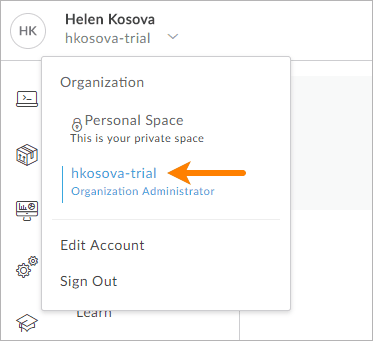 HK
Helen Kosova
hkosova-trial
Organization
Personal Space
This is your private space
hkosova-trial
Organization Administrator
Edit Account
Sign Out
Learn